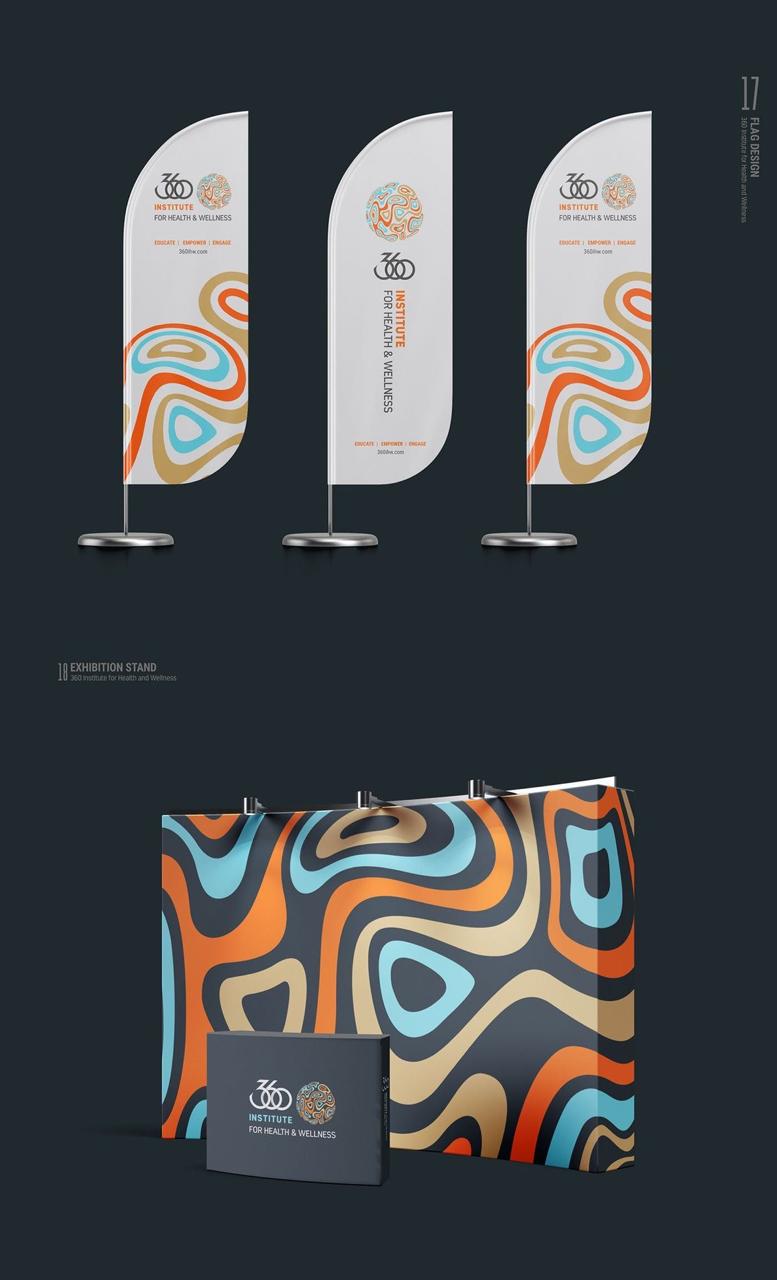 17 FLAG DESIGN
360 Institute for Health and Wellness
360
INSTITUTE
FOR HEALTH & WELLNESS
EDUCATE | EMPOWER | ENGAGE
360ihw.com
360
INSTITUTE
FOR HEALTH & WELLNESS
EDUCATE | EMPOWER | ENGAGE
360ihw.com
360
INSTITUTE
FOR HEALTH & WELLNESS
EDUCATE | EMPOWER | ENGAGE
360ihw.com
18 EXHIBITION STAND
360 Institute for Health and Wellness
360
INSTITUTE
FOR HEALTH & WELLNESS